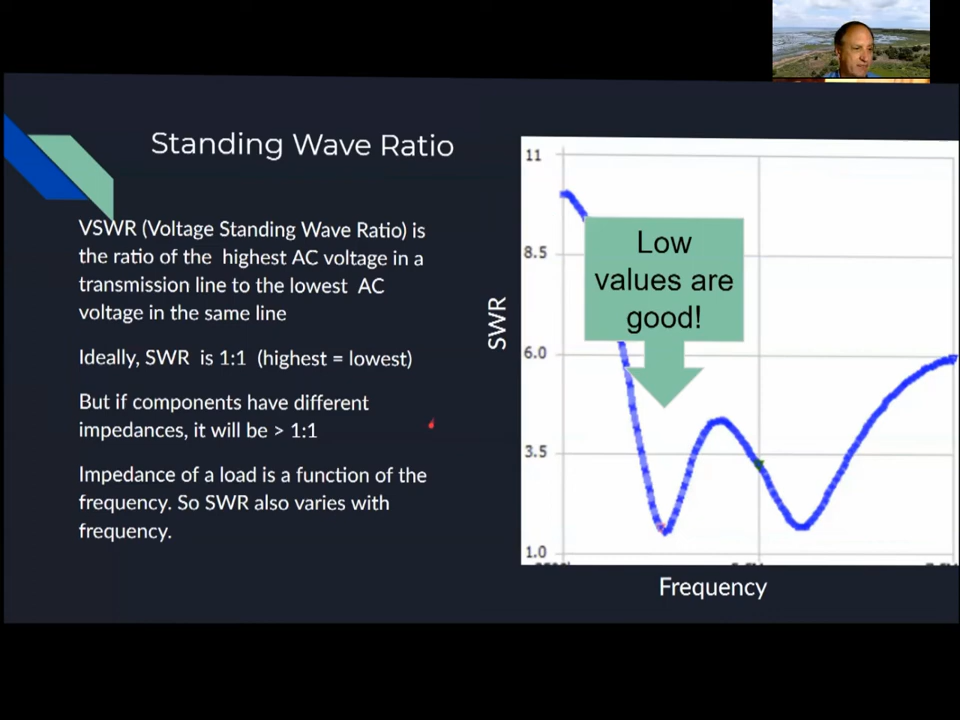 Standing Wave Ratio
VSWR (Voltage Standing Wave Ratio) is
the ratio of the highest AC voltage in a
transmission line to the lowest AC
voltage in the same line
Ideally, SWR is 1:1 (highest = lowest)
But if components have different
impedances, it will be > 1:1
Impedance of a load is a function of the
frequency. So SWR also varies with
frequency.
11
8.5
6.0
3.5
1.0
SWR
Low
values are
good!
Frequency